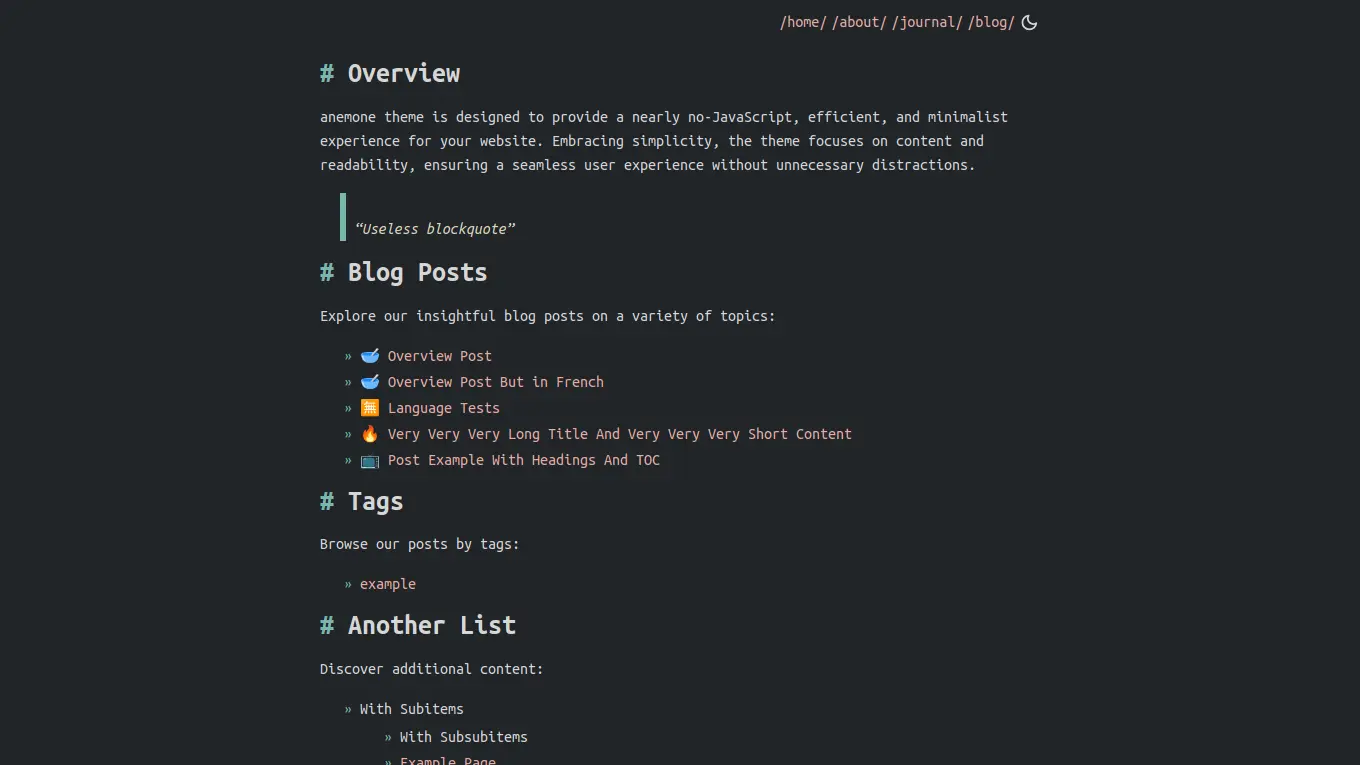 /home/ /about/ /journal/ /blog/
# Overview
anemone theme is designed to provide a nearly no-JavaScript, efficient, and minimalist
experience for your website. Embracing simplicity, the theme focuses on content and
readability, ensuring a seamless user experience without unnecessary distractions.
“Useless blockquote”
# Blog Posts
Explore our insightful blog posts on a variety of topics:
» 🥣 Overview Post
» 🥣 Overview Post But in French
» 🈚 Language Tests
» 🔥 Very Very Very Long Title And Very Very Very Short Content
» 📺 Post Example With Headings And TOC
# Tags
Browse our posts by tags:
» example
# Another List
Discover additional content:
» With Subitems
» With Subsubitems
» Example Page